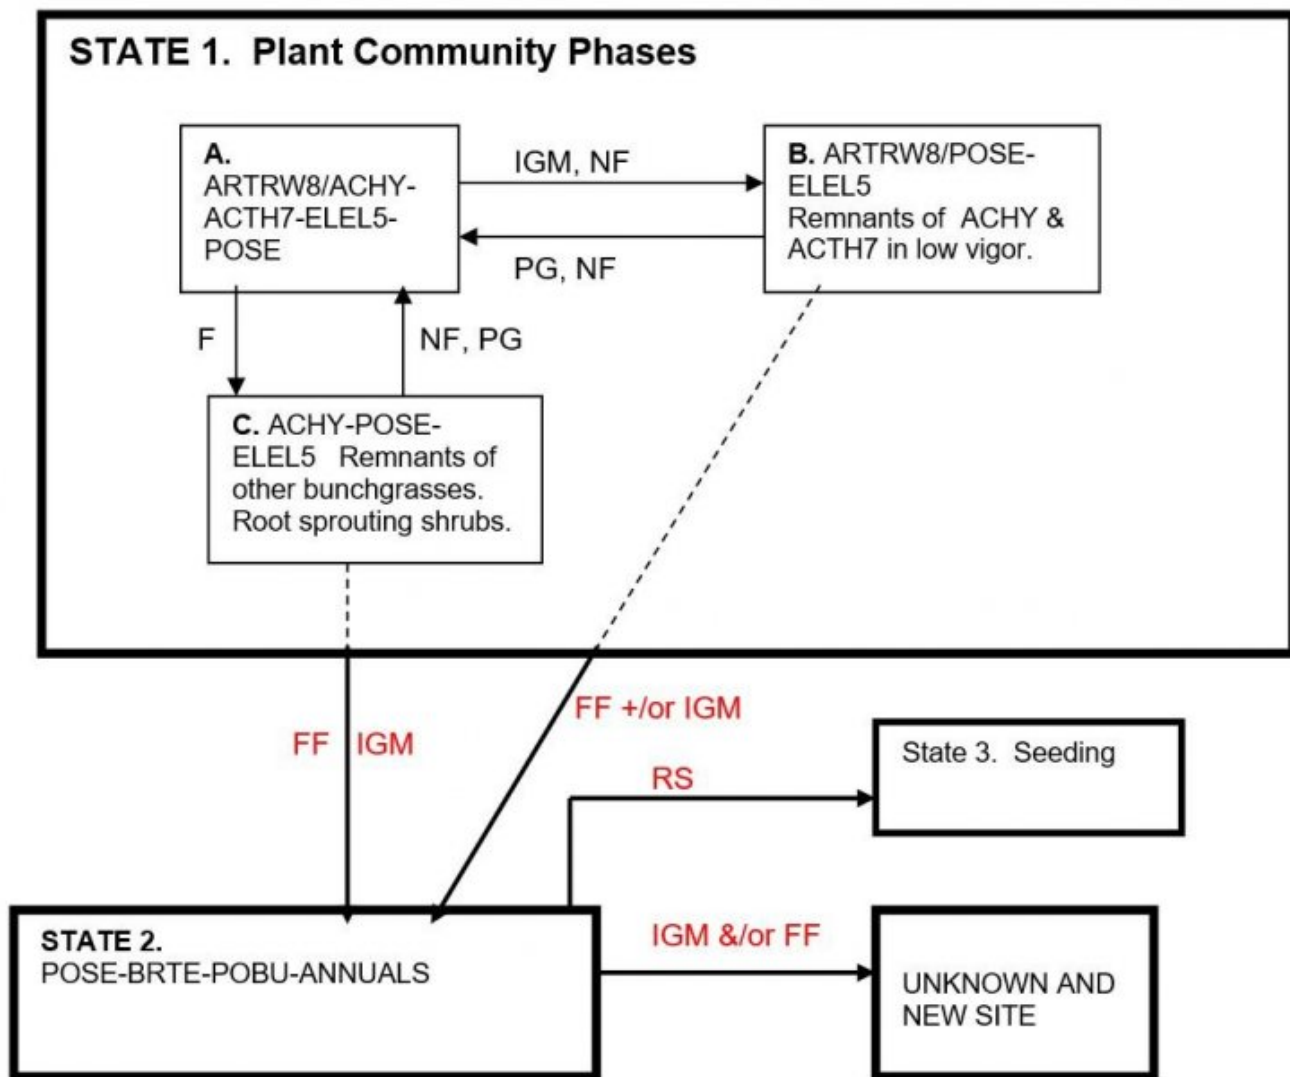 STATE 1.  Plant Community Phases
A.
ARTRW8/ACHY-
ACTH7-ELEL5-
POSE
IGM, NF
PG, NF
B. ARTRW8/POSE-
ELEL5
Remnants of  ACHY &
ACTH7 in low vigor.
F
NF, PG
C. ACHY-POSE-
ELEL5   Remnants of
other bunchgrasses.
Root sprouting shrubs.
FF IGM
FF +/or IGM
RS
State 3.  Seeding
STATE 2.
POSE-BRTE-POBU-ANNUALS
IGM &/or FF
UNKNOWN AND
NEW SITE